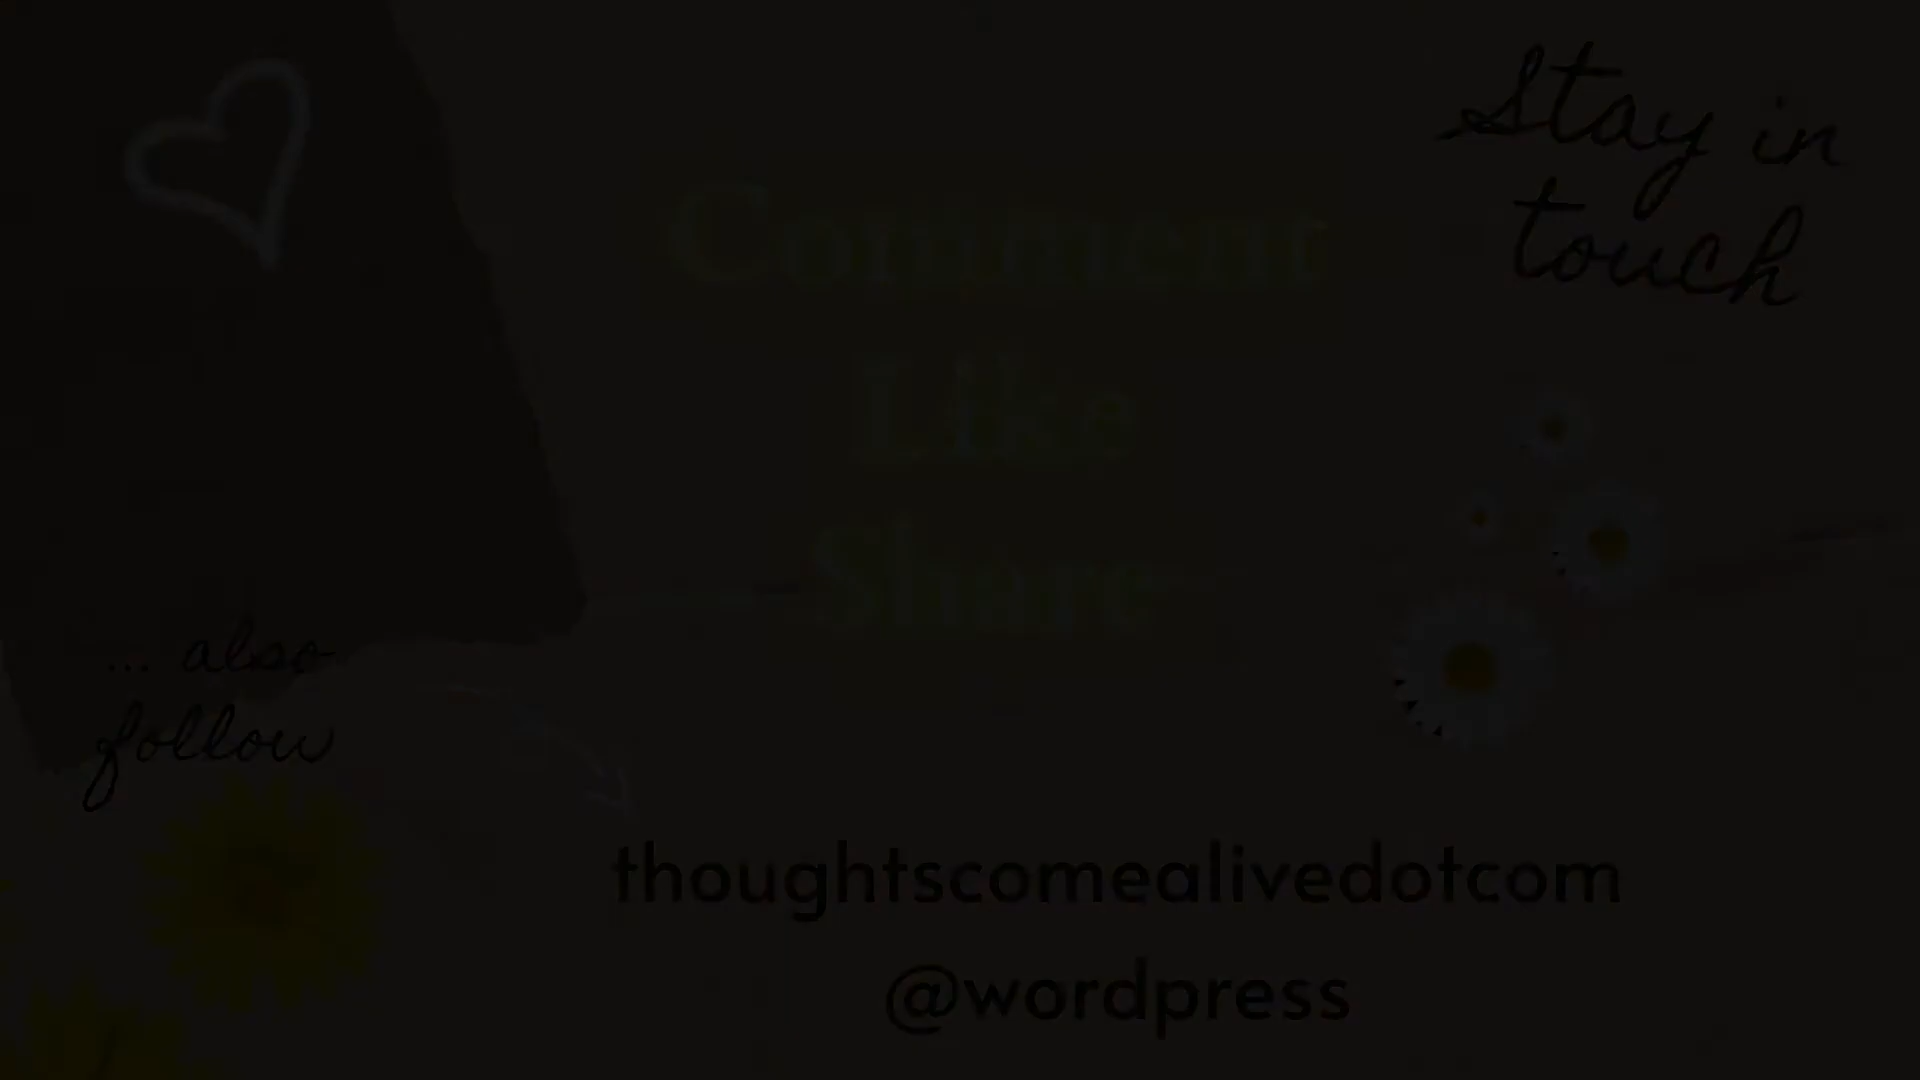 Stay in
touch
Comment
Like
Share
... also
follow
thoughtscomealivedotcom
@wordpress